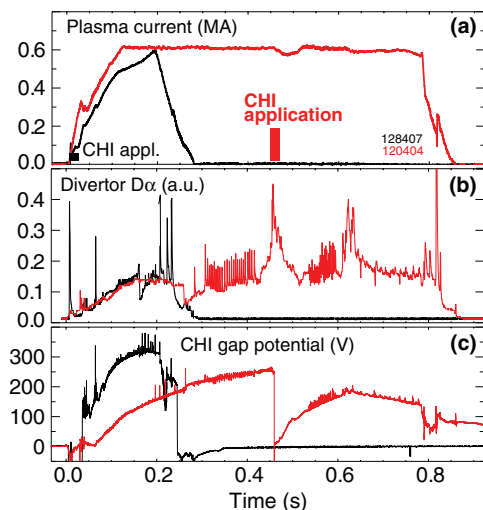 Plasma current (MA)
(a)
0.6
0.4
0.2
0.0
CHI
application
CHI appl.
128407
120404
Divertor Dα (a.u.)
(b)
0.4
0.3
0.2
0.1
0.0
CHI gap potential (V)
(c)
300
200
100
0
0.0 0.2 0.4 0.6 0.8
Time (s)